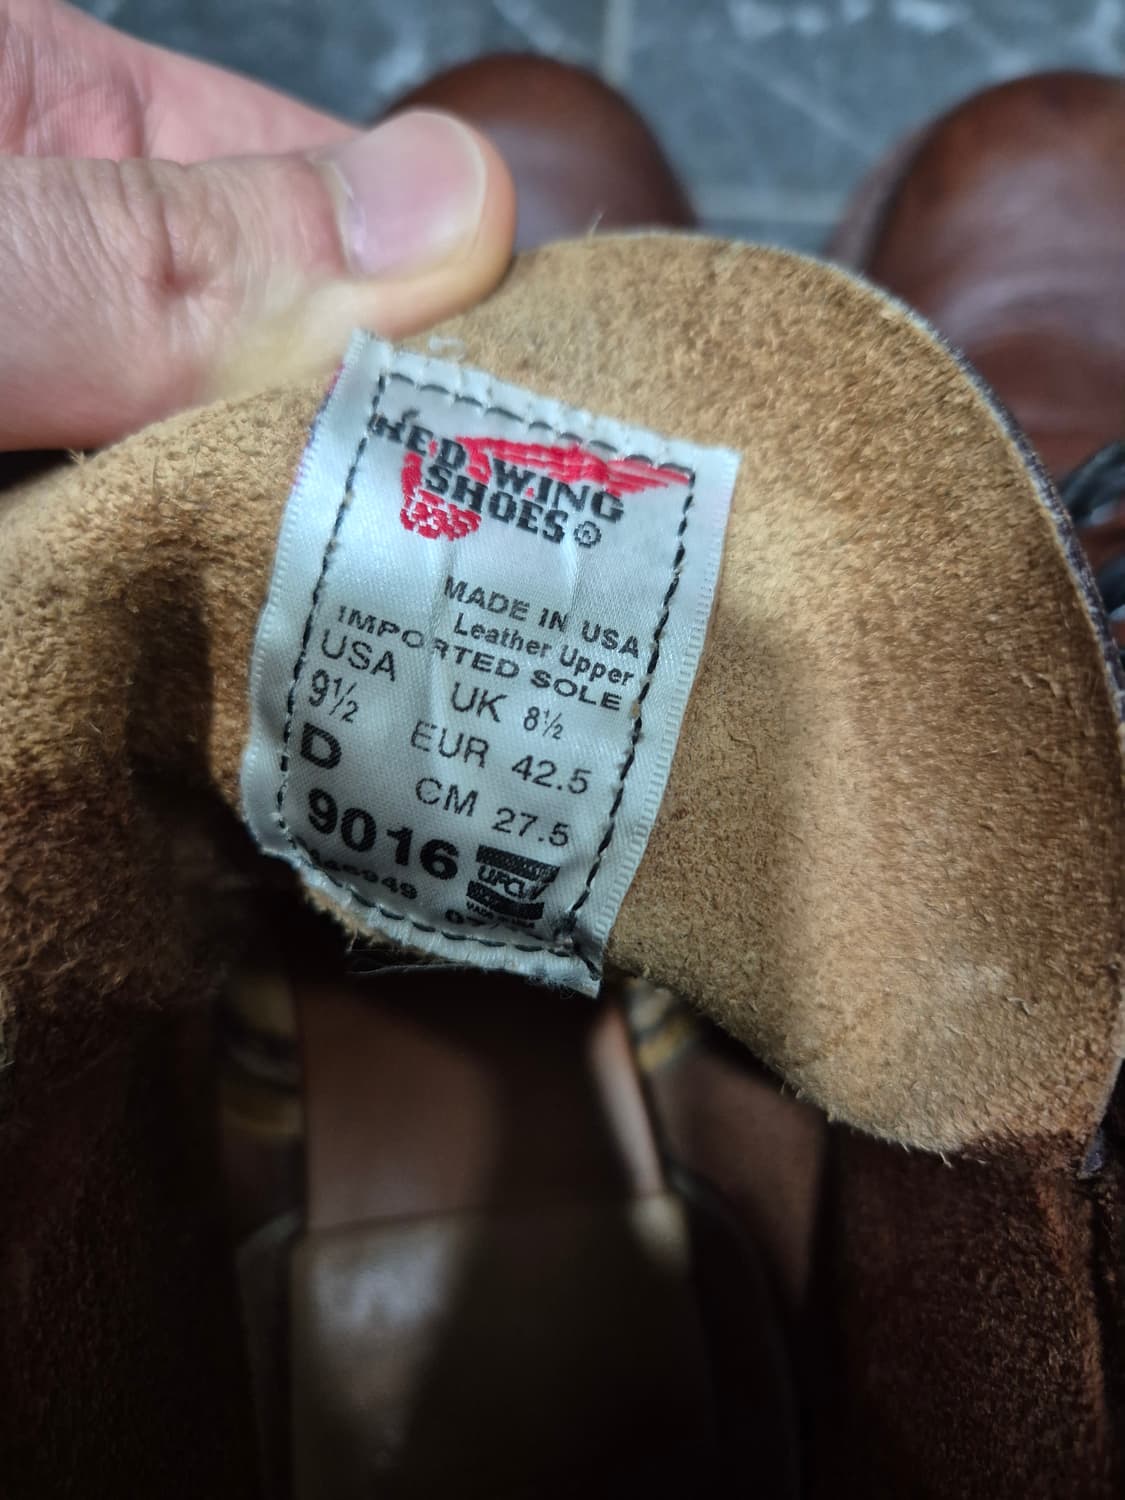 RED WING
SHOES®
MADE IN USA
Leather Upper
IMPORTED SOLE
USA UK 8½
9½ EUR 42.5
D CM 27.5
9016